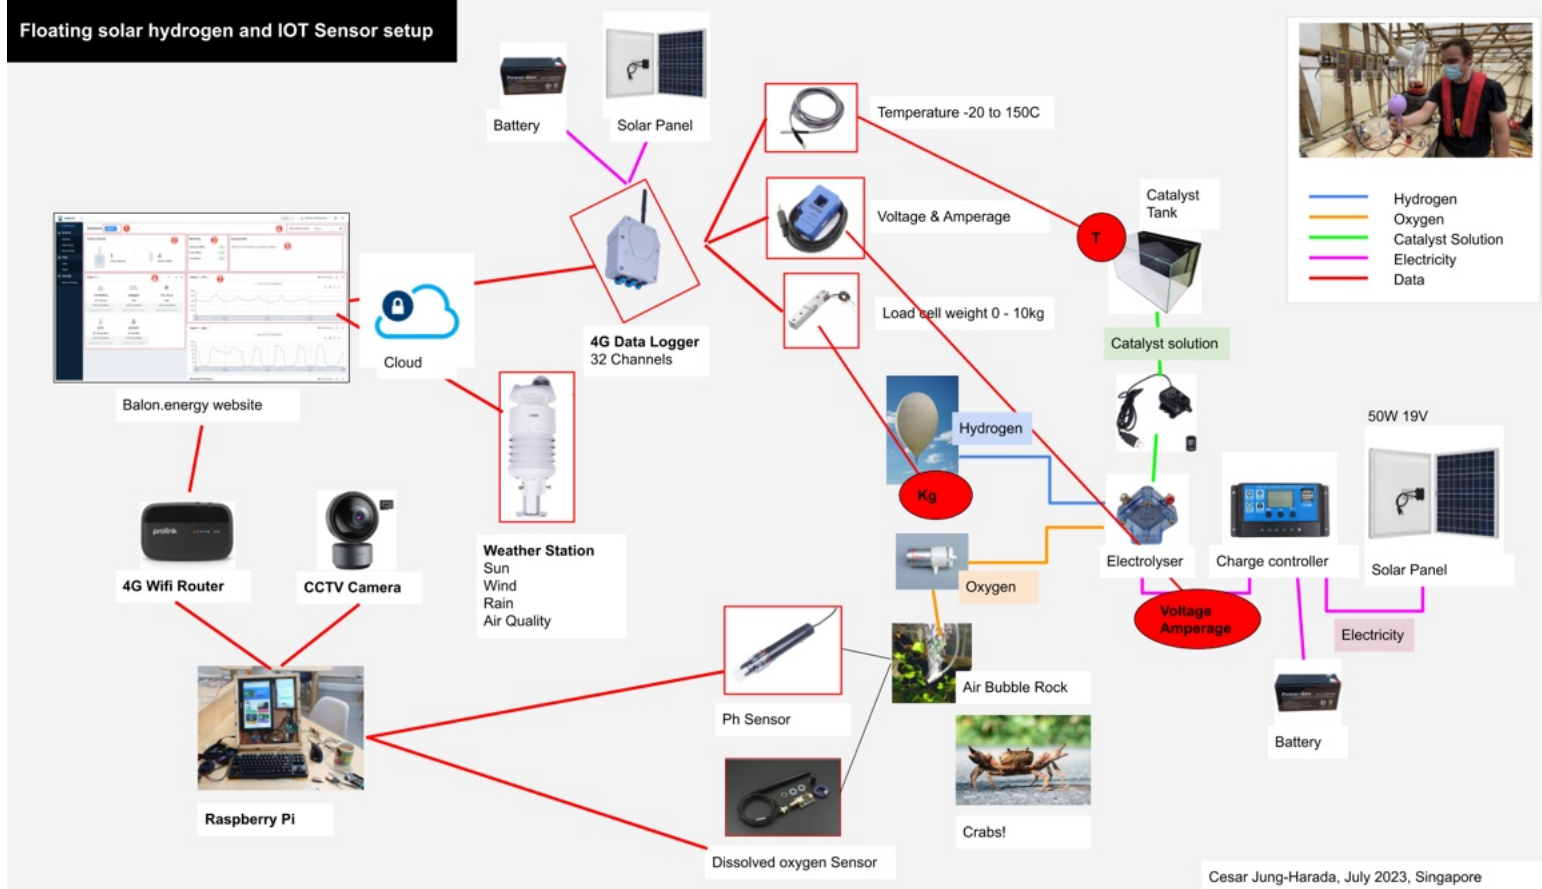 Floating solar hydrogen and IOT Sensor setup
Battery
Solar Panel
Temperature -20 to 150C
Voltage & Amperage
Load cell weight 0 - 10kg
T
Catalyst
Tank
Hydrogen
Oxygen
Catalyst Solution
Electricity
Data
Cloud
4G Data Logger
32 Channels
Catalyst solution
Balon.energy website
Hydrogen
50W 19V
Kg
prolink
4G Wifi Router
CCTV Camera
Weather Station
Sun
Wind
Rain
Air Quality
Oxygen
Electrolyser
Charge controller
Solar Panel
Voltage
Amperage
Electricity
Ph Sensor
Air Bubble Rock
Battery
Raspberry Pi
Crabs!
Dissolved oxygen Sensor
Cesar Jung-Harada, July 2023, Singapore